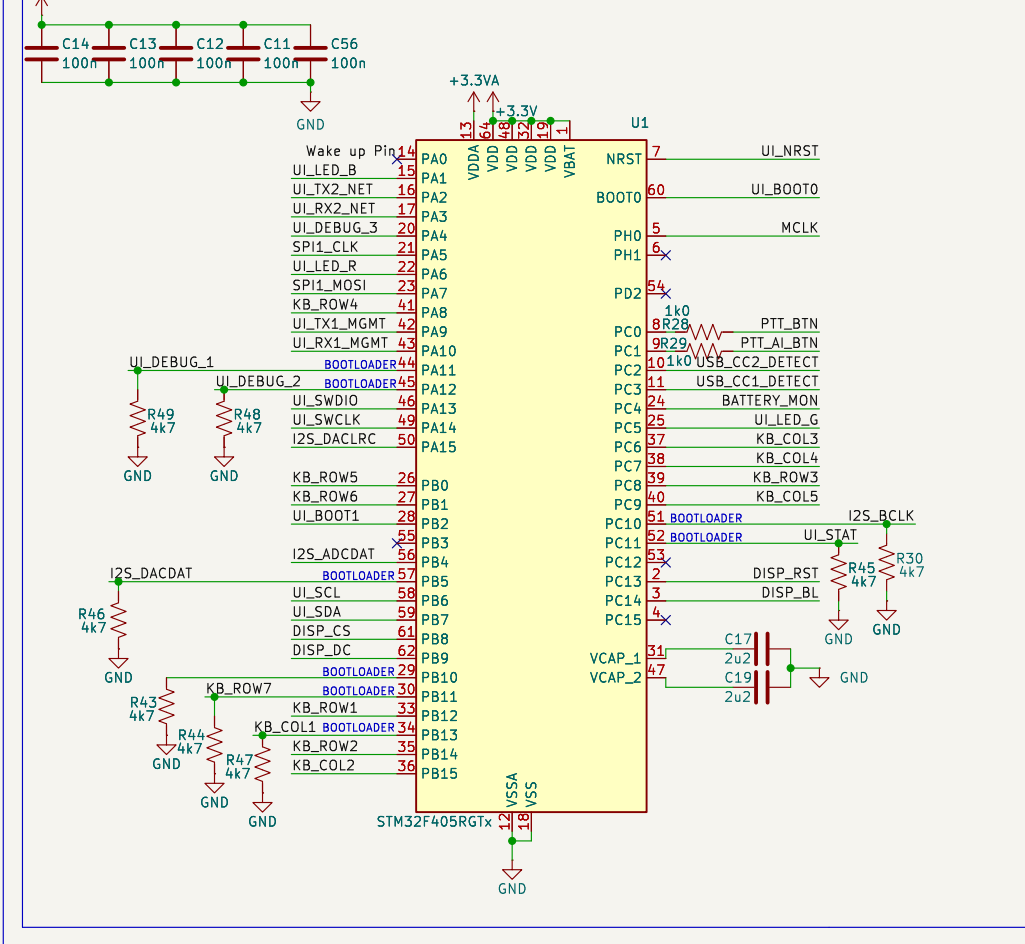 C14 C13 C12 C11 C56
100n 100n 100n 100n 100n
GND
+3.3VA
+3.3V
U1
13 64 48 32 19 1
VDDA VDD VDD VDD VDD VBAT
Wake up Pin 14 PA0
UI_LED_B 15 PA1
UI_TX2_NET 16 PA2
UI_RX2_NET 17 PA3
UI_DEBUG_3 20 PA4
SPI1_CLK 21 PA5
UI_LED_R 22 PA6
SPI1_MOSI 23 PA7
KB_ROW4 41 PA8
UI_TX1_MGMT 42 PA9
UI_RX1_MGMT 43 PA10
UI_DEBUG_1 BOOTLOADER 44 PA11
UI_DEBUG_2 BOOTLOADER 45 PA12
UI_SWDIO 46 PA13
UI_SWCLK 49 PA14
I2S_DACLRC 50 PA15
R49
4k7
GND
R48
4k7
GND
KB_ROW5 26 PB0
KB_ROW6 27 PB1
UI_BOOT1 28 PB2
55 PB3
I2S_ADCDAT 56 PB4
I2S_DACDAT BOOTLOADER 57 PB5
UI_SCL 58 PB6
UI_SDA 59 PB7
DISP_CS 61 PB8
DISP_DC 62 PB9
BOOTLOADER 29 PB10
KB_ROW7 BOOTLOADER 30 PB11
KB_ROW1 33 PB12
KB_COL1 BOOTLOADER 34 PB13
KB_ROW2 35 PB14
KB_COL2 36 PB15
R46
4k7
GND
R43
4k7
GND
R44
4k7
GND
R47
4k7
GND
NRST 7 UI_NRST
BOOT0 60 UI_BOOT0
PH0 5 MCLK
PH1 6
PD2 54
1k0
PC0 8 R28 PTT_BTN
PC1 9 R29 PTT_AI_BTN
1k0
PC2 10 USB_CC2_DETECT
PC3 11 USB_CC1_DETECT
PC4 24 BATTERY_MON
PC5 25 UI_LED_G
PC6 37 KB_COL3
PC7 38 KB_COL4
PC8 39 KB_ROW3
PC9 40 KB_COL5
PC10 51 BOOTLOADER I2S_BCLK
PC11 52 BOOTLOADER UI_STAT
PC12 53
PC13 2 DISP_RST
PC14 3 DISP_BL
PC15 4
R45
4k7
GND
R30
4k7
GND
VCAP_1 31 C17
2u2
VCAP_2 47 C19
2u2
GND
VSSA VSS
12 18
STM32F405RGTx
GND